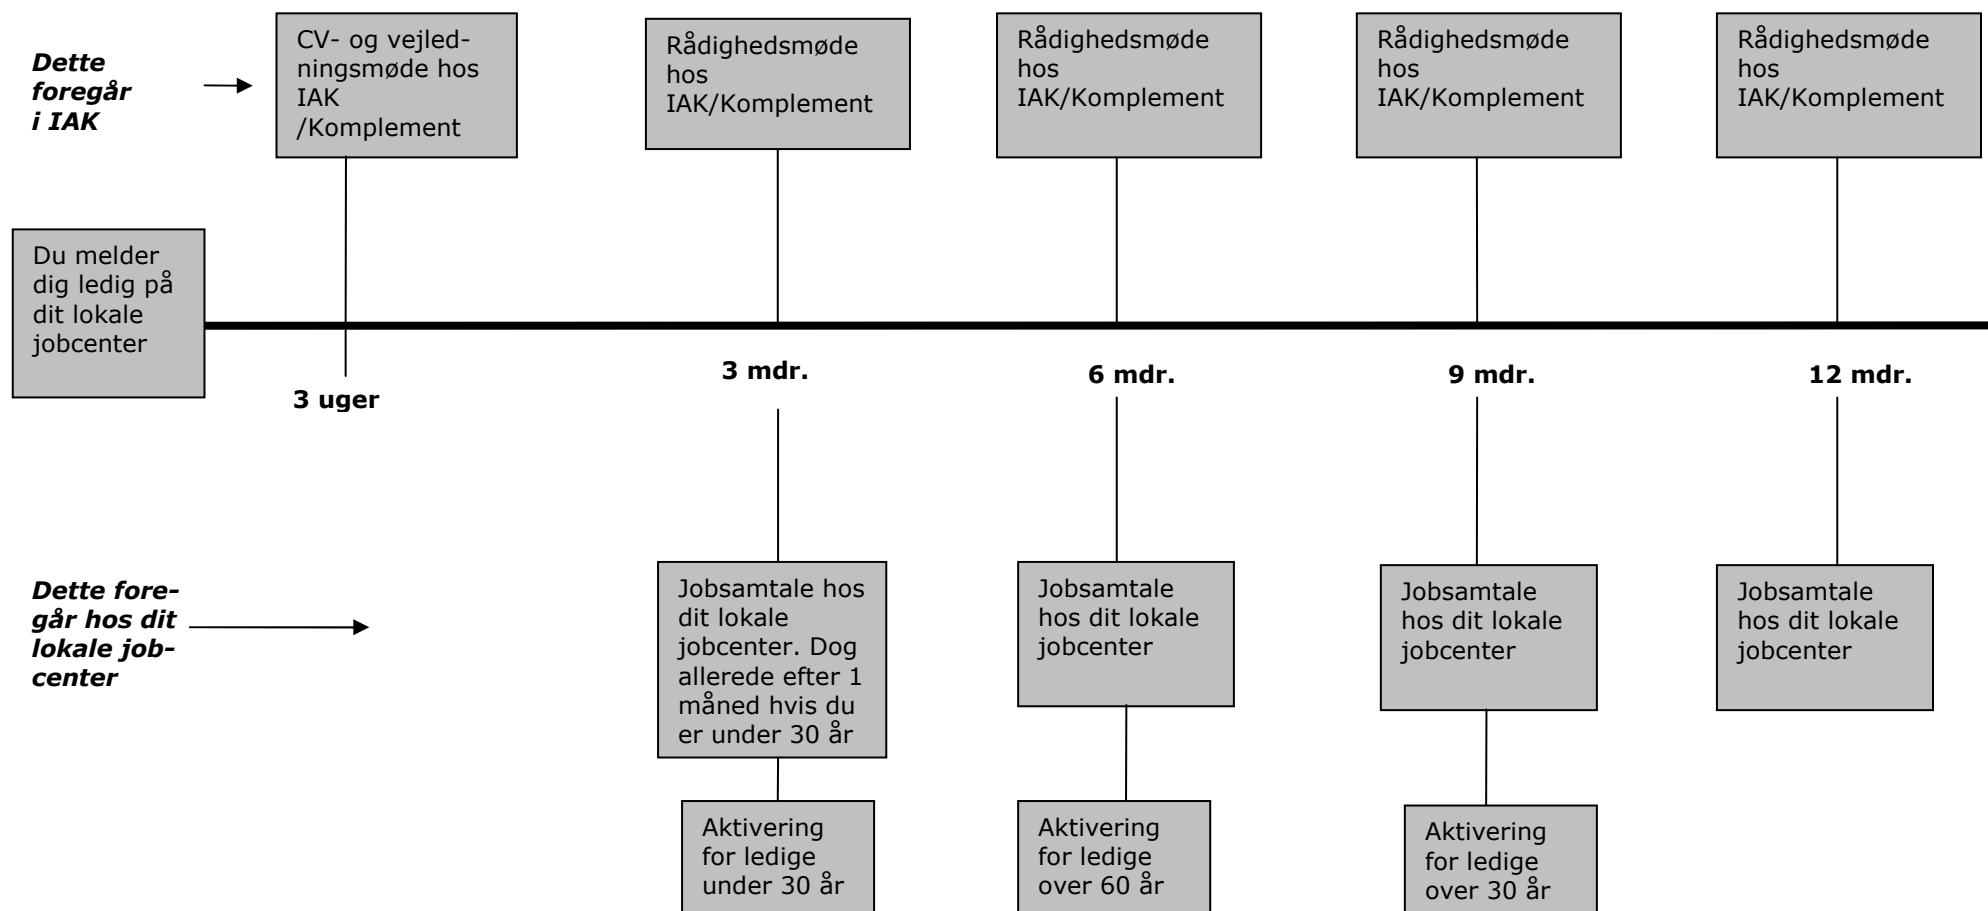 Dette
foregår
i IAK
CV- og vejled-
ningsmøde hos
IAK
/Komplement
Rådighedsmøde
hos
IAK/Komplement
Rådighedsmøde
hos
IAK/Komplement
Rådighedsmøde
hos
IAK/Komplement
Rådighedsmøde
hos
IAK/Komplement
Du melder
dig ledig på
dit lokale
jobcenter
3 uger
3 mdr.
6 mdr.
9 mdr.
12 mdr.
Dette fore-
går hos dit
lokale job-
center
Jobsamtale hos
dit lokale
jobcenter. Dog
allerede efter 1
måned hvis du
er under 30 år
Jobsamtale
hos dit lokale
jobcenter
Jobsamtale
hos dit lokale
jobcenter
Jobsamtale
hos dit lokale
jobcenter
Aktivering
for ledige
under 30 år
Aktivering
for ledige
over 60 år
Aktivering
for ledige
over 30 år